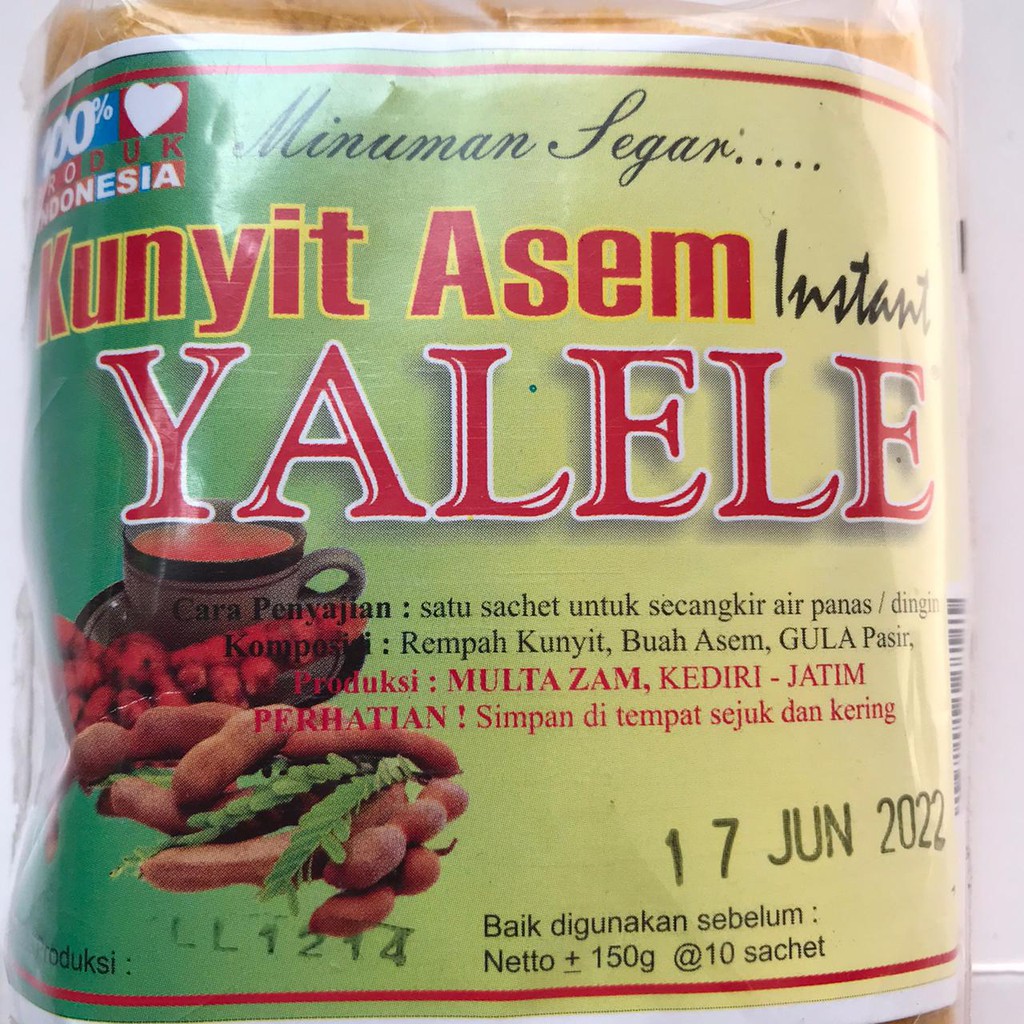 100%
PRODUK
INDONESIA
Minuman Segar.....
Kunyit Asem Instant
YALELE
Cara Penyajian : satu sachet untuk secangkir air panas / dingin
Komposisi : Rempah Kunyit, Buah Asem, GULA Pasir,
Produksi : MULTA ZAM, KEDIRI - JATIM
PERHATIAN ! Simpan di tempat sejuk dan kering
17 JUN 2022
LL1214
Produksi :
Baik digunakan sebelum :
Netto ± 150g @10 sachet